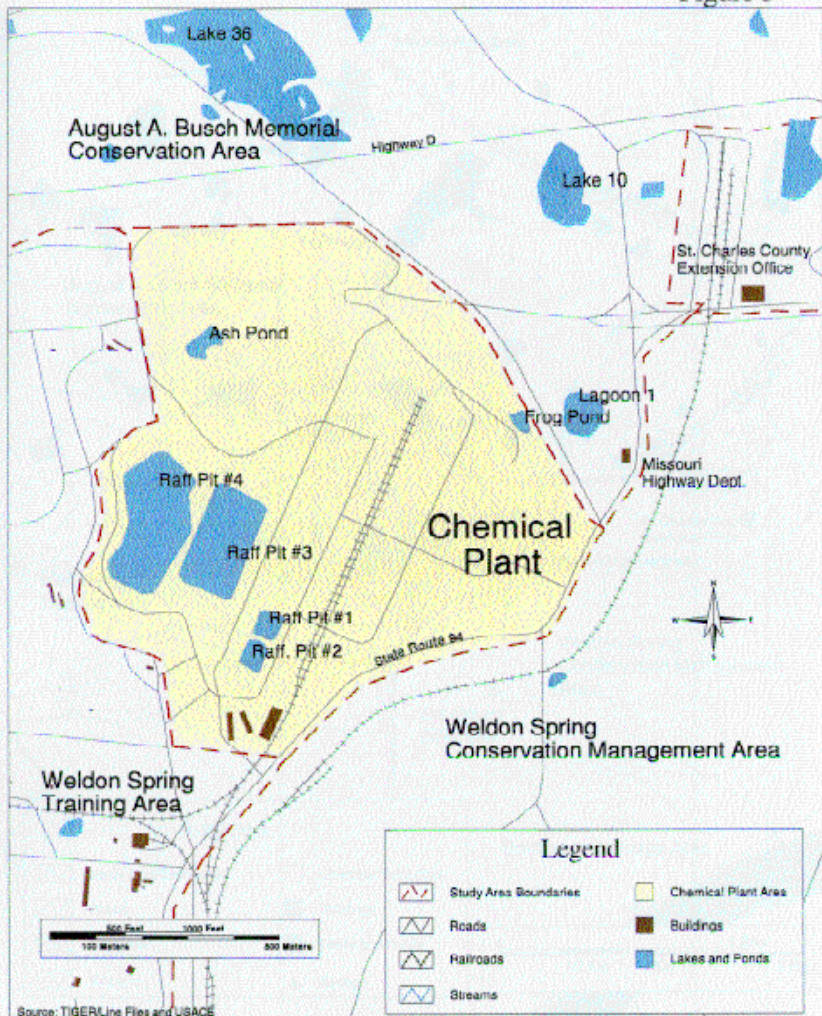 Lake 36
August A. Busch Memorial
Conservation Area
Highway D
Lake 10
St. Charles County
Extension Office
Ash Pond
Lagoon 1
Frog Pond
Missouri
Highway Dept.
Raff Pit #4
Raff Pit #3
Chemical
Plant
Raff Pit #1
Raff. Pit #2
State Route 94
N
W
E
S
Weldon Spring
Conservation Management Area
Weldon Spring
Training Area
Legend
Study Area Boundaries
Chemical Plant Area
Roads
Buildings
Railroads
Lakes and Ponds
Streams
500 Feet 1000 Feet
100 Meters 500 Meters
Source: TIGER/Line Files and USACE